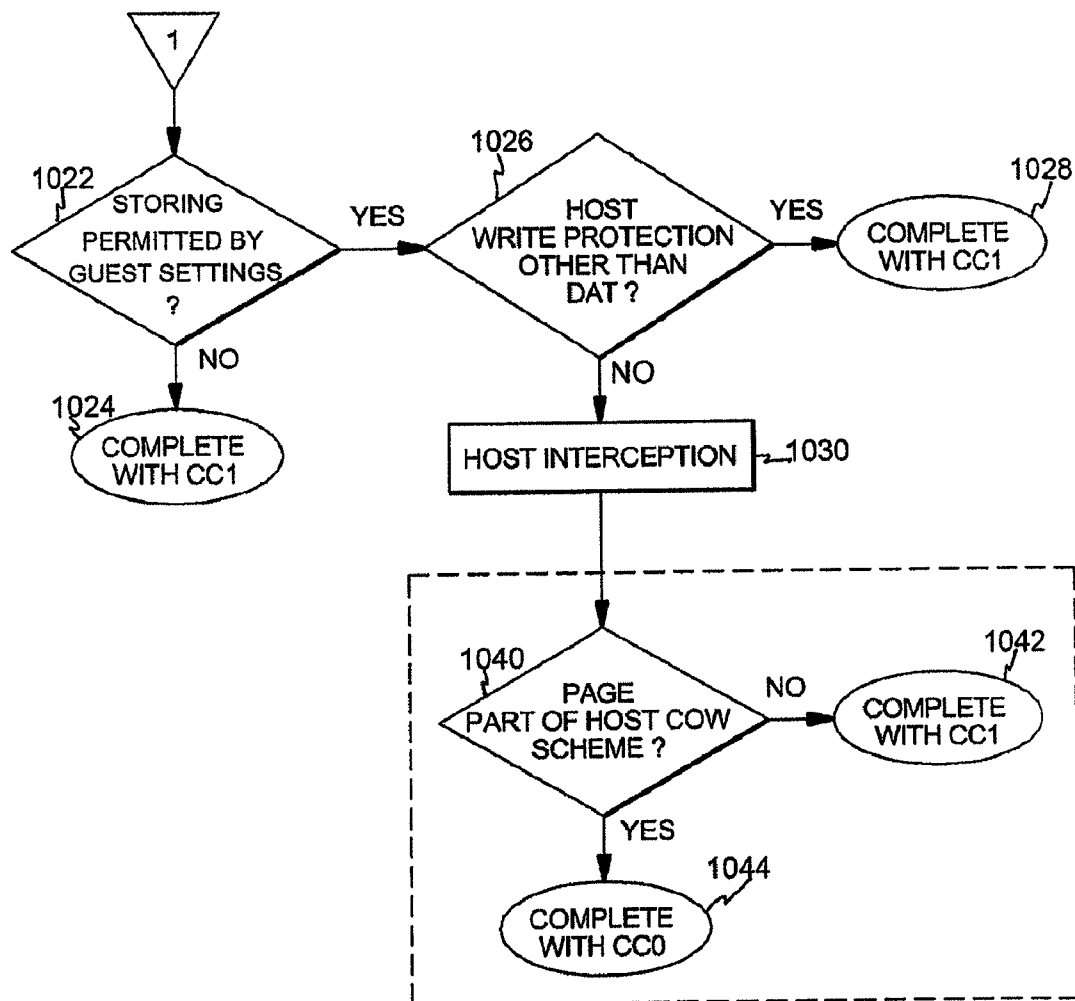 1
1022
STORING
PERMITTED BY
GUEST SETTINGS
?
YES
NO
1024
COMPLETE
WITH CC1
1026
HOST
WRITE PROTECTION
OTHER THAN
DAT ?
YES
1028
COMPLETE
WITH CC1
NO
HOST INTERCEPTION
1030
1040
PAGE
PART OF HOST COW
SCHEME ?
NO
1042
COMPLETE
WITH CC1
YES
1044
COMPLETE
WITH CC0